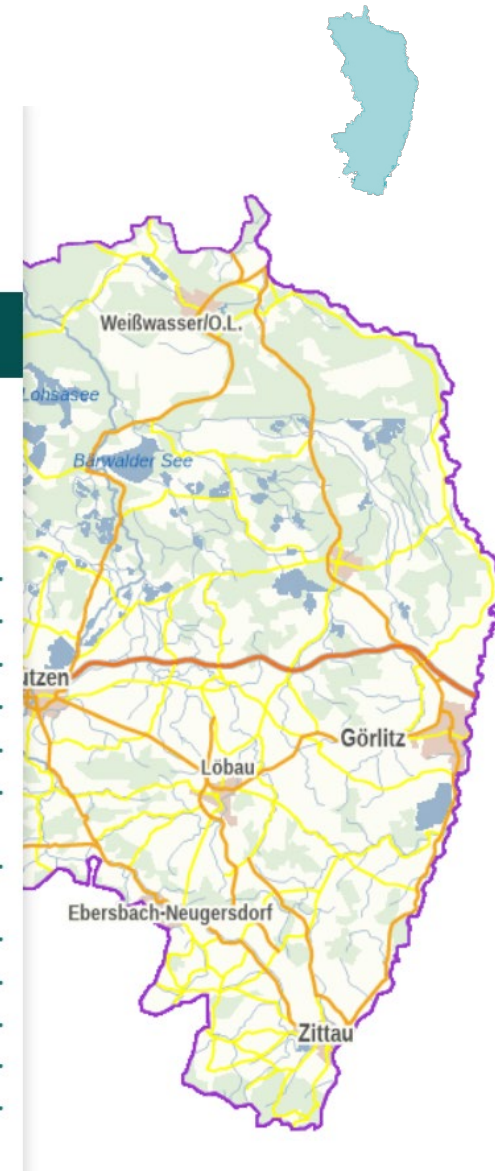 Weißwasser/O.L.
Lohsasee
Bärwalder See
utzen
Görlitz
Löbau
Ebersbach-Neugersdorf
Zittau